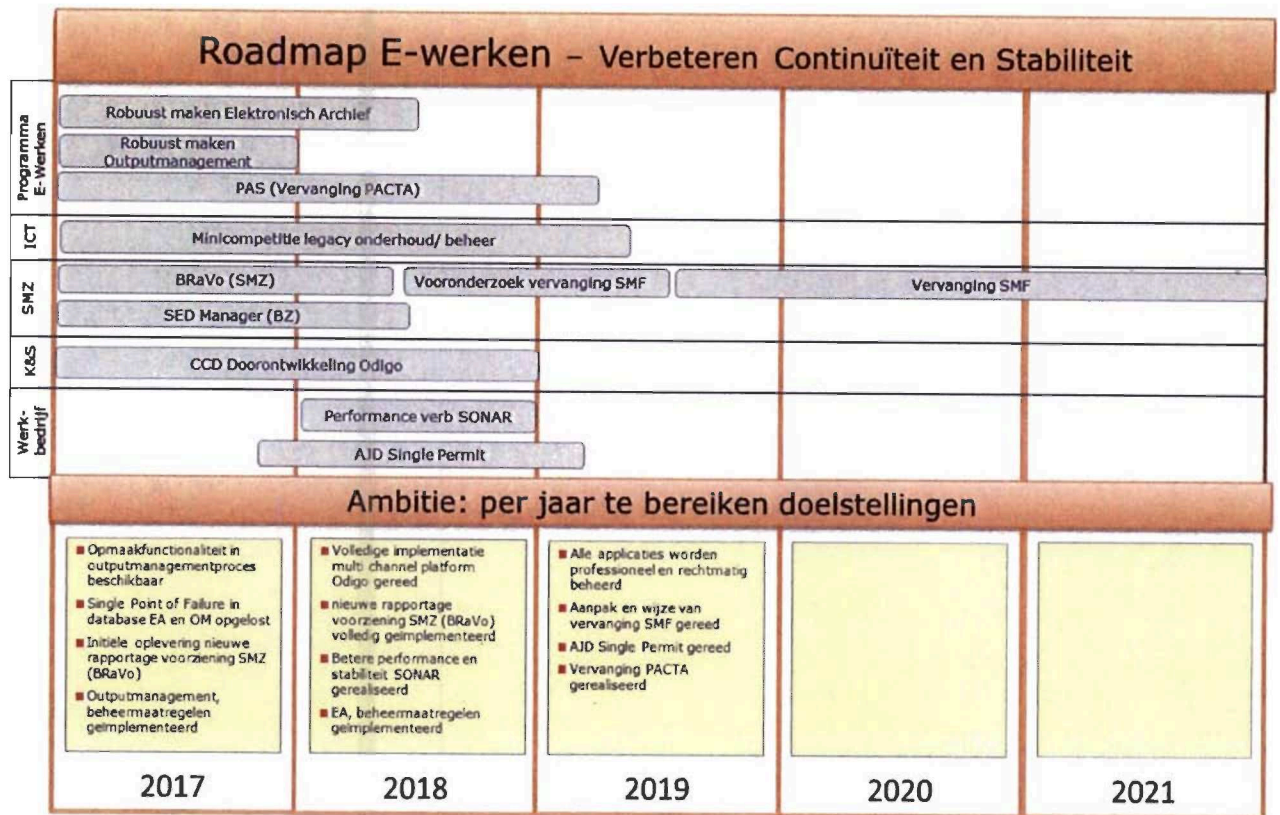 Roadmap E-werken – Verbeteren Continuïteit en Stabiliteit
Programma
E-Werken
Robuust maken Elektronisch Archief
Robuust maken
Outputmanagement
PAS (Vervanging PACTA)
ICT
Minicompetitie legacy onderhoud/ beheer
SMZ
BRaVo (SMZ)
Vooronderzoek vervanging SMF
Vervanging SMF
SED Manager (BZ)
K&S
CCD Doorontwikkeling Odigo
Werk-
bedrijf
Performance verb SONAR
AJD Single Permit
Ambitie: per jaar te bereiken doelstellingen
Opmaakfunctionaliteit in
outputmanagementproces
beschikbaar
Single Point of Failure in
database EA en OM opgelost
Initiële oplevering nieuwe
rapportage voorziening SMZ
(BRaVo)
Outputmanagement,
beheermaatregelen
geïmplementeerd
Volledige implementatie
multi channel platform
Odigo gereed
nieuwe rapportage
voorziening SMZ (BRaVo)
volledig geïmplementeerd
Betere performance en
stabiliteit SONAR
gerealiseerd
EA, beheermaatregelen
geïmplementeerd
Alle applicaties worden
professioneel en rechtmatig
beheerd
Aanpak en wijze van
vervanging SMF gereed
AJD Single Permit gereed
Vervanging PACTA
gerealiseerd
2017
2018
2019
2020
2021